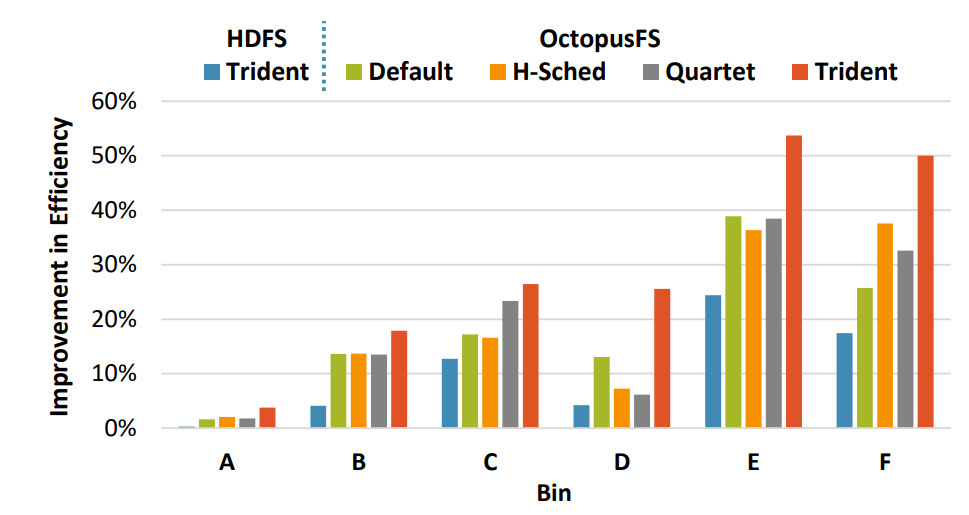 HDFS OctopusFS
Trident Default H-Sched Quartet Trident
60%
50%
40%
30%
20%
10%
0%
Improvement in Efficiency
A B C D E F
Bin